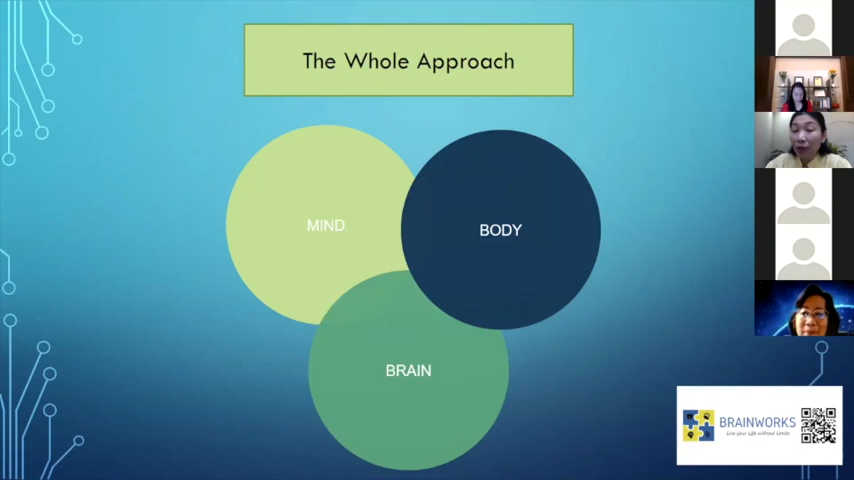 The Whole Approach
MIND
BODY
BRAIN
BRAINWORKS
Live your life without limits